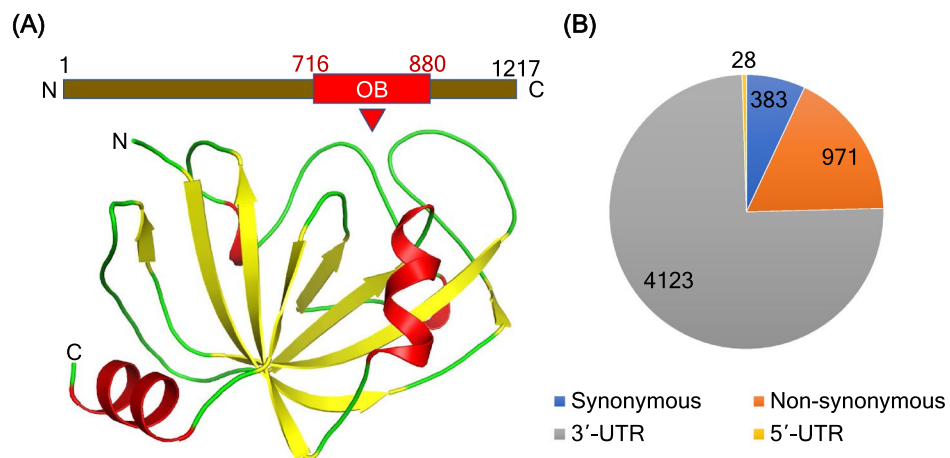 (A)
1 716 880 1217
N OB C
N
C
(B)
28
383
971
4123
Synonymous Non-synonymous
3′-UTR 5′-UTR